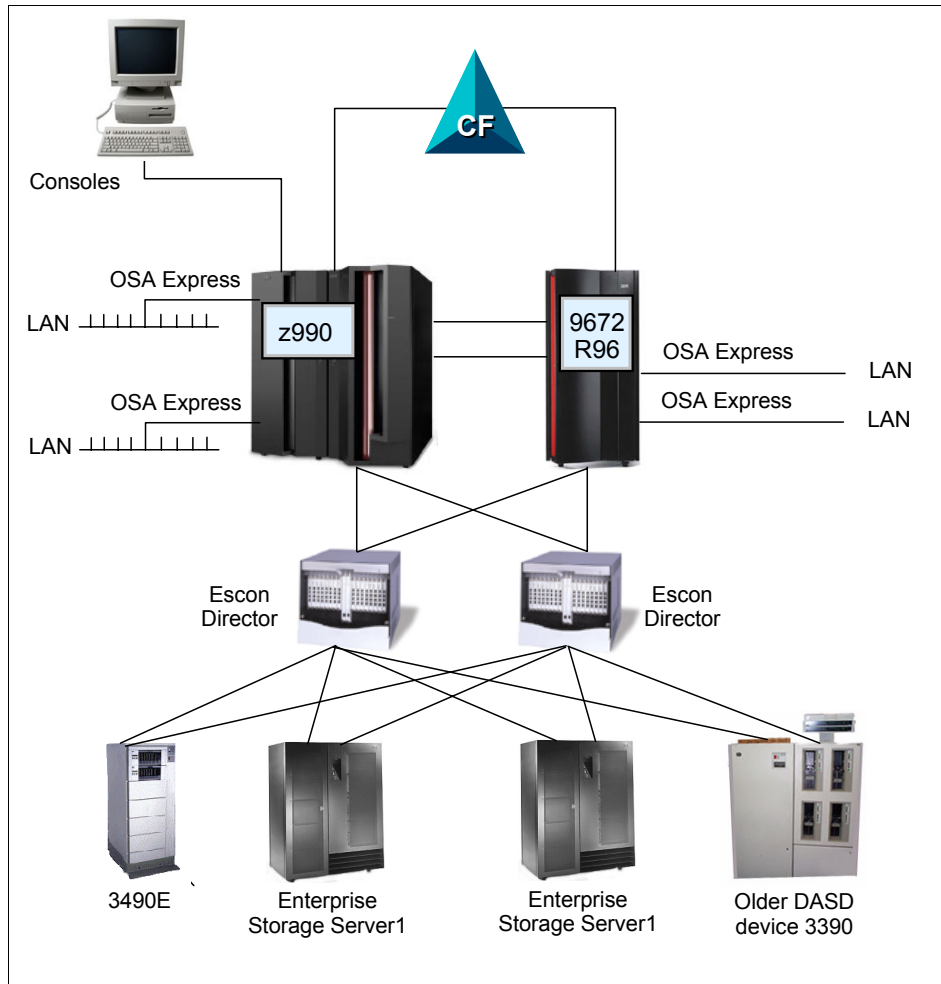 CF
Consoles
OSA Express
LAN
z990
9672
R96
OSA Express
LAN
OSA Express
LAN
OSA Express
LAN
Escon
Director
Escon
Director
3490E
Enterprise
Storage Server1
Enterprise
Storage Server1
Older DASD
device 3390